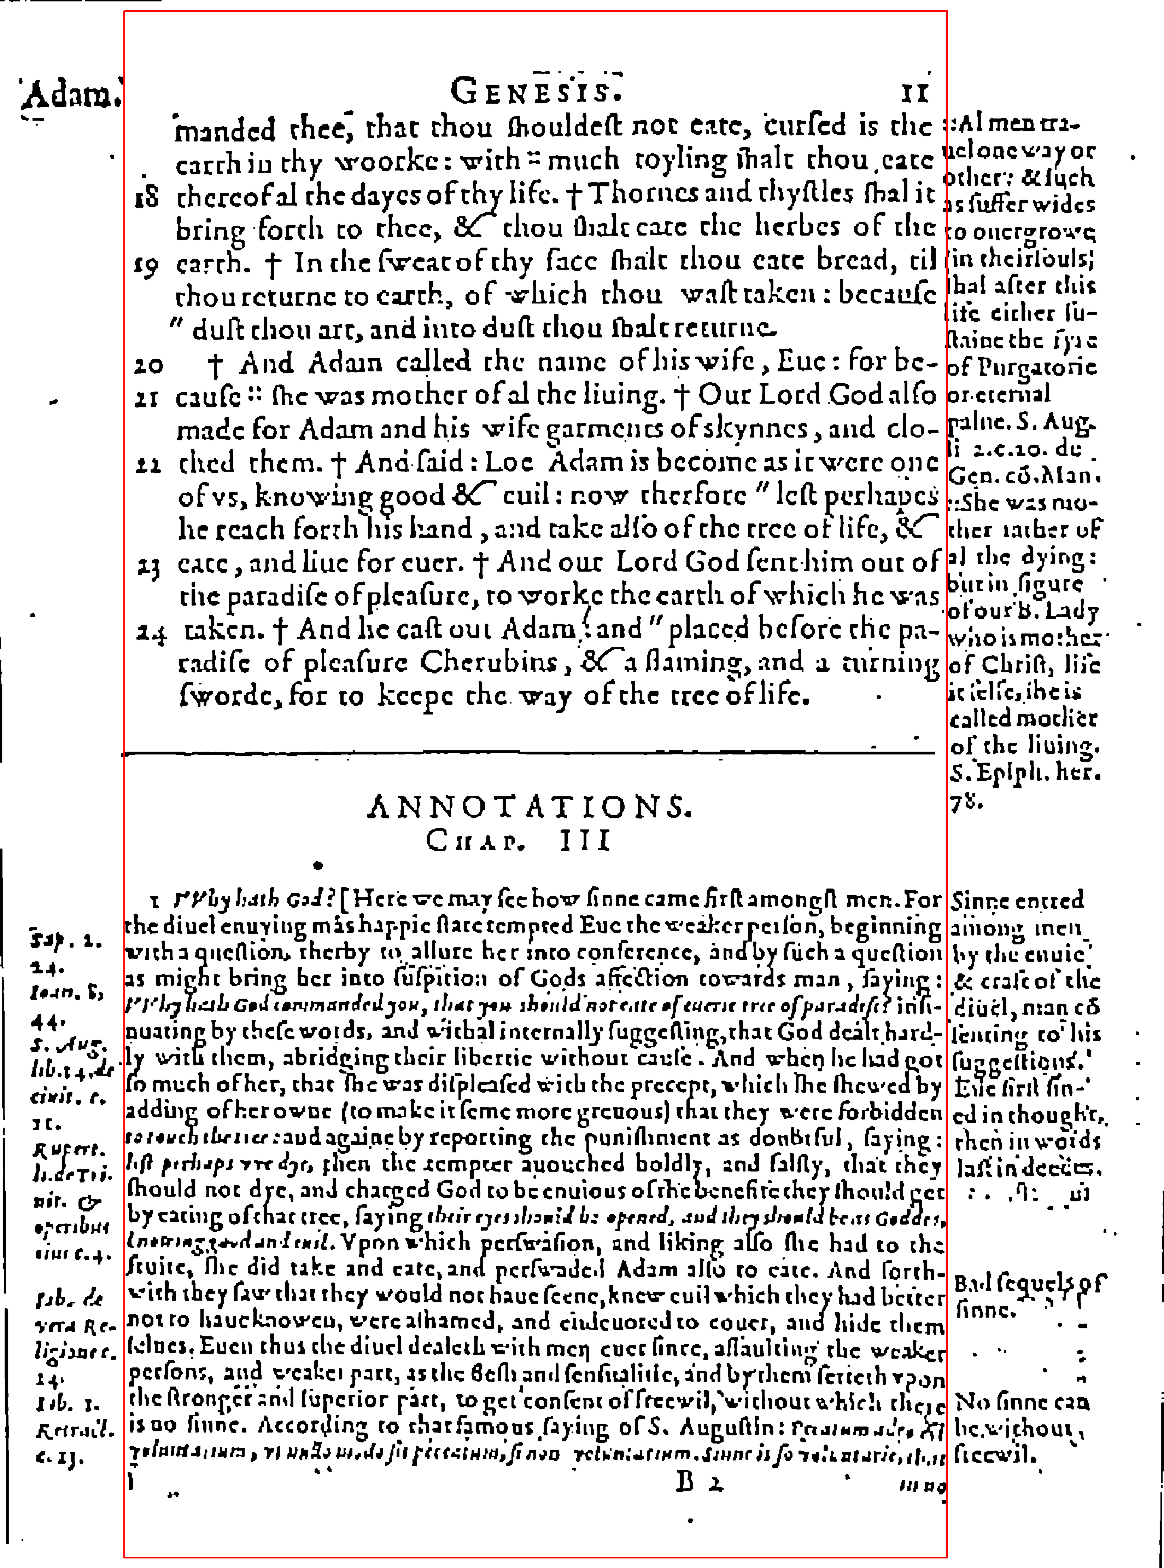 Adam.
GENESIS. 11
manded thee, that thou shouldest not eate, cursed is the
earth in thy woorke: with :: much toyling shalt thou eate
18 thereof al the dayes of thy life. † Thornes and thystles shal it
bring forth to thee, & thou shalt eate the herbes of the
19 earth. † In the sweat of thy face shalt thou eate bread, til
thou returne to earth, of which thou wast taken: because
" dust thou art, and into dust thou shalt returne.
20 † And Adam called the name of his wife, Eue: for be-
21 cause :: she was mother of al the liuing. † Our Lord God also
made for Adam and his wife garments of skynnes, and clo-
22 thed them. † And said: Loe Adam is become as it were one
of vs, knowing good & euil: now therfore " lest perhapes
he reach forth his hand, and take also of the tree of life, &
23 eate, and liue for euer. † And our Lord God sent him out of
the paradise of pleasure, to worke the earth of which he was
24 taken. † And he cast out Adam: and " placed before the pa-
radise of pleasure Cherubins, & a flaming, and a turning
sworde, for to keepe the way of the tree of life.
:: Al men tra-
uel one way or
other: & such
as suffer wides
to ouergrowe
in their souls;
shal after this
life either su-
staine the fyre
of Purgatorie
or eternal
paine. S. Aug.
li 2. c. 20. de
Gen. cō. Man.
:: She was mo-
ther rather of
al the dying:
but in figure
of our B. Lady
who is mother
of Christ, life
it selfe, she is
called mother
of the liuing.
S. Epiph. her.
78.
ANNOTATIONS.
CHAP. III
1 VVhy hath God? [Here we may see how sinne came first amongst men. For
the diuel enuying mās happie state tempted Eue the weaker person, beginning
with a question, therby to allure her into conference, and by such a question
as might bring her into suspition of Gods affection towards man, saying:
VVhy hath God commanded you, that you should not eate of euerie tree of paradise? insi-
nuating by these words, and withal internally suggesting, that God dealt hard-
ly with them, abridging their libertie without cause. And when he had got
so much of her, that she was displeased with the precept, which she shewed by
adding of her owne (to make it seme more greuous) that they were forbidden
to touch the tree: and againe by reporting the punishment as doubtful, saying:
lest perhaps vve dye, then the tempter auouched boldly, and falsly, that they
should not dye, and charged God to be enuious of the benefite they should get
by eating of that tree, saying their eyes should be opened, and they should be as Goddes,
knowing good and euil. Vpon which perswasion, and liking also she had to the
fruite, she did take and eate, and perswaded Adam also to eate. And forth-
with they saw that they would not haue seene, knew euil which they had better
not to haue knowen, were ashamed, and endeuored to couer, and hide them
selues. Euen thus the diuel dealeth with men euer since, assaulting the weaker
persons, and weaker part, as the flesh and sensualitie, and by them setteth vpon
the stronger and superior part, to get consent of freewil, without which there
is no sinne. According to that famous saying of S. Augustin: Peccatum adeo est
voluntarium, vt nullo modo sit peccatum, si non voluntarium. Sinne is so voluntarie, that
B 2
in no
Sap. 2.
24.
Ioan. 8,
44.
S. Aug.
lib. 14. de
ciuit. c.
11.
Rupert.
li. de Tri-
nit. &
operibus
eius c. 4.
Lib. de
vera Re-
ligione c.
14.
Lib. 1.
Retract.
c. 13.
Sinne entred
among men
by the enuie
& craft of the
diuel, man cō
senting to his
suggestions.
Eue first sin-
ed in thought,
then in words
last in deedes.
Bad sequels of
sinne.
No sinne can
be without
freewil.